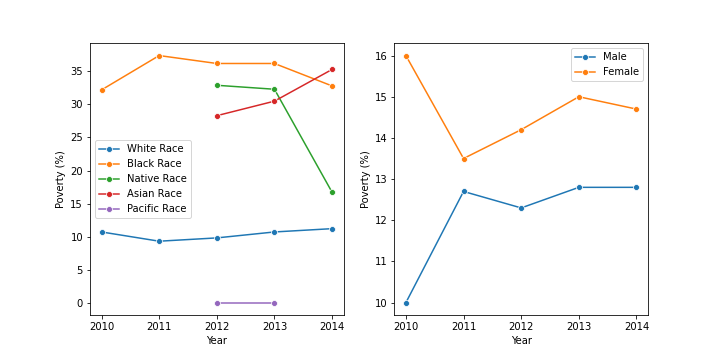 35
30
25
20
15
10
5
0
Poverty (%)
White Race
Black Race
Native Race
Asian Race
Pacific Race
2010 2011 2012 2013 2014
Year
16
15
14
13
12
11
10
Poverty (%)
Male
Female
2010 2011 2012 2013 2014
Year